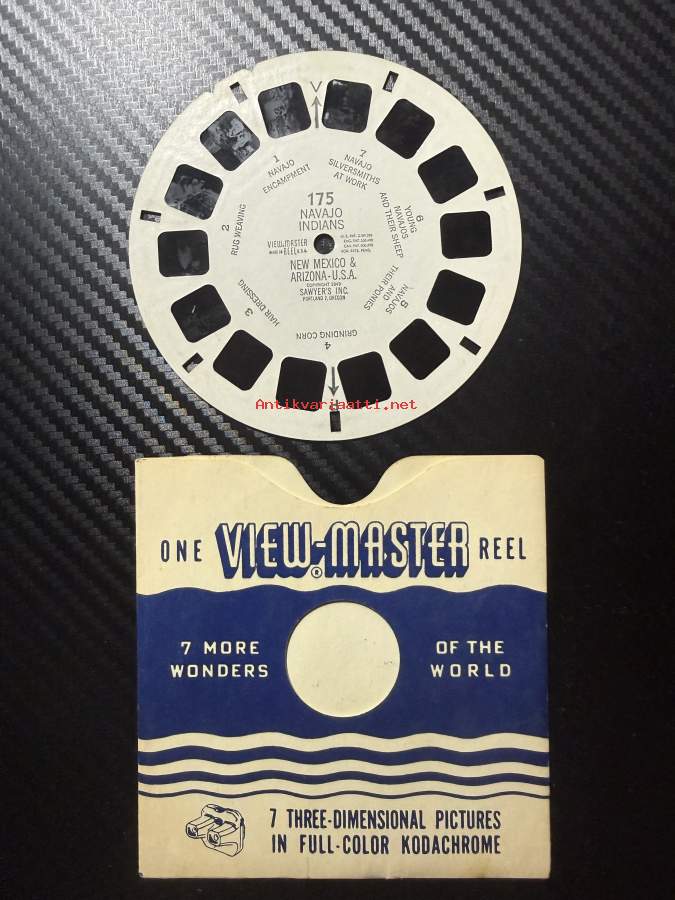 V
1
NAVAJO
ENCAMPMENT
7
NAVAJO
SILVERSMITHS
AT WORK
6
YOUNG
NAVAJOS
AND THEIR SHEEP
5
NAVAJOS
AND
THEIR PONIES
4
GRINDING CORN
3
HAIR DRESSING
2
RUG WEAVING
175
NAVAJO
INDIANS
VIEW-MASTER
MADE IN REEL U.S.A.
NEW MEXICO &
ARIZONA-U.S.A.
SAWYER'S INC.
PORTLAND 7, OREGON
Antikvariaatti.net
ONE VIEW-MASTER® REEL
7 MORE
WONDERS
OF THE
WORLD
7 THREE-DIMENSIONAL PICTURES
IN FULL-COLOR KODACHROME